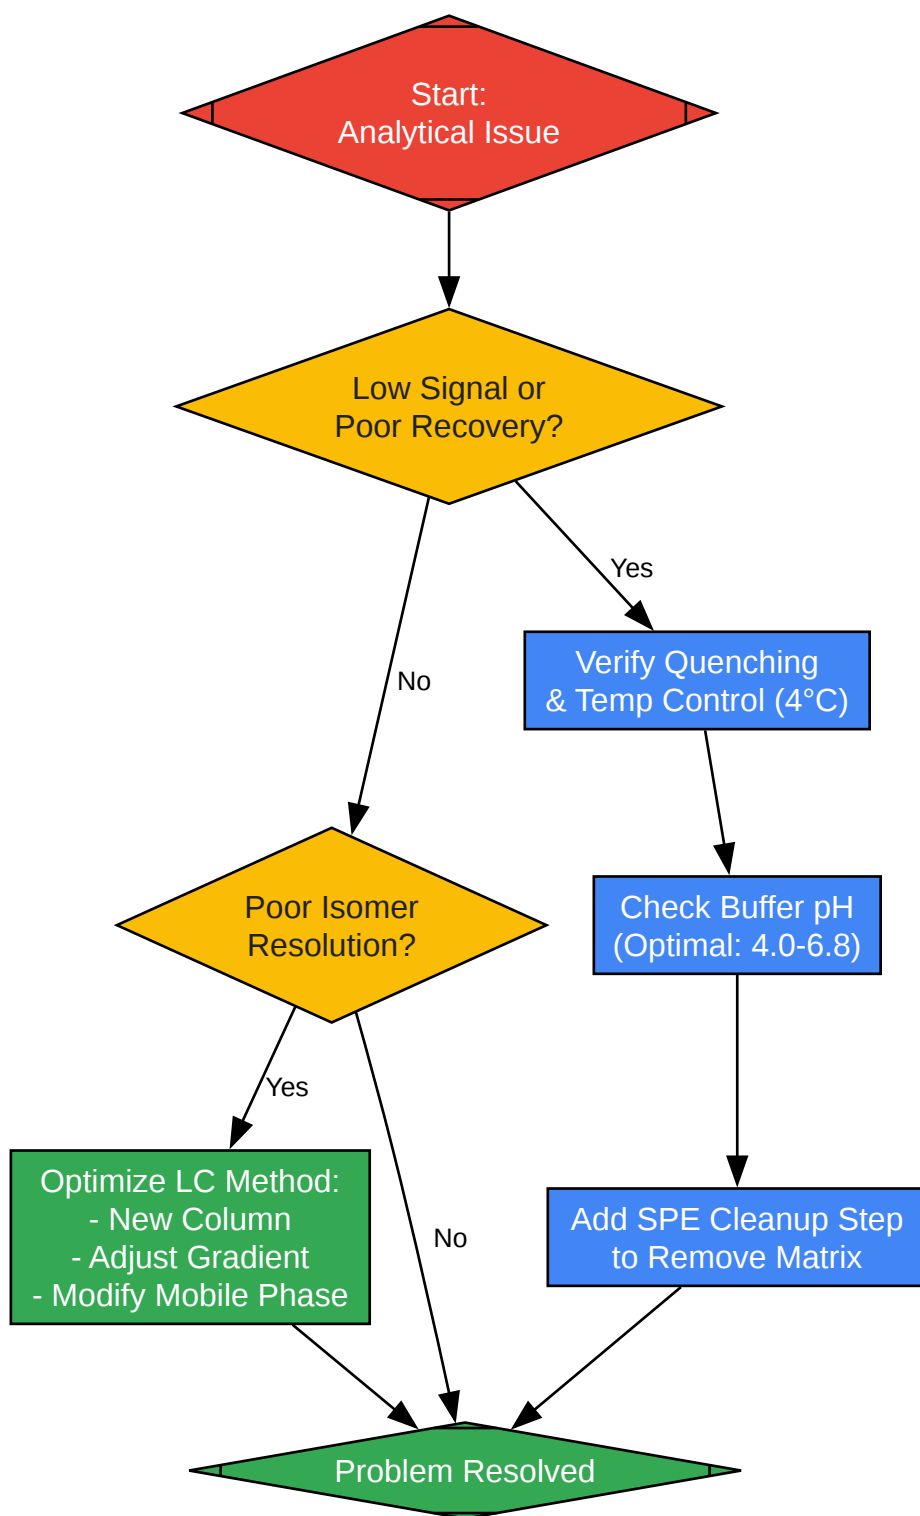 Start:
Analytical Issue
Low Signal or
Poor Recovery?
Yes
Verify Quenching
& Temp Control (4°C)
No
Check Buffer pH
(Optimal: 4.0-6.8)
Poor Isomer
Resolution?
Yes
Optimize LC Method:
- New Column
- Adjust Gradient
- Modify Mobile Phase
No
Add SPE Cleanup Step
to Remove Matrix
Problem Resolved